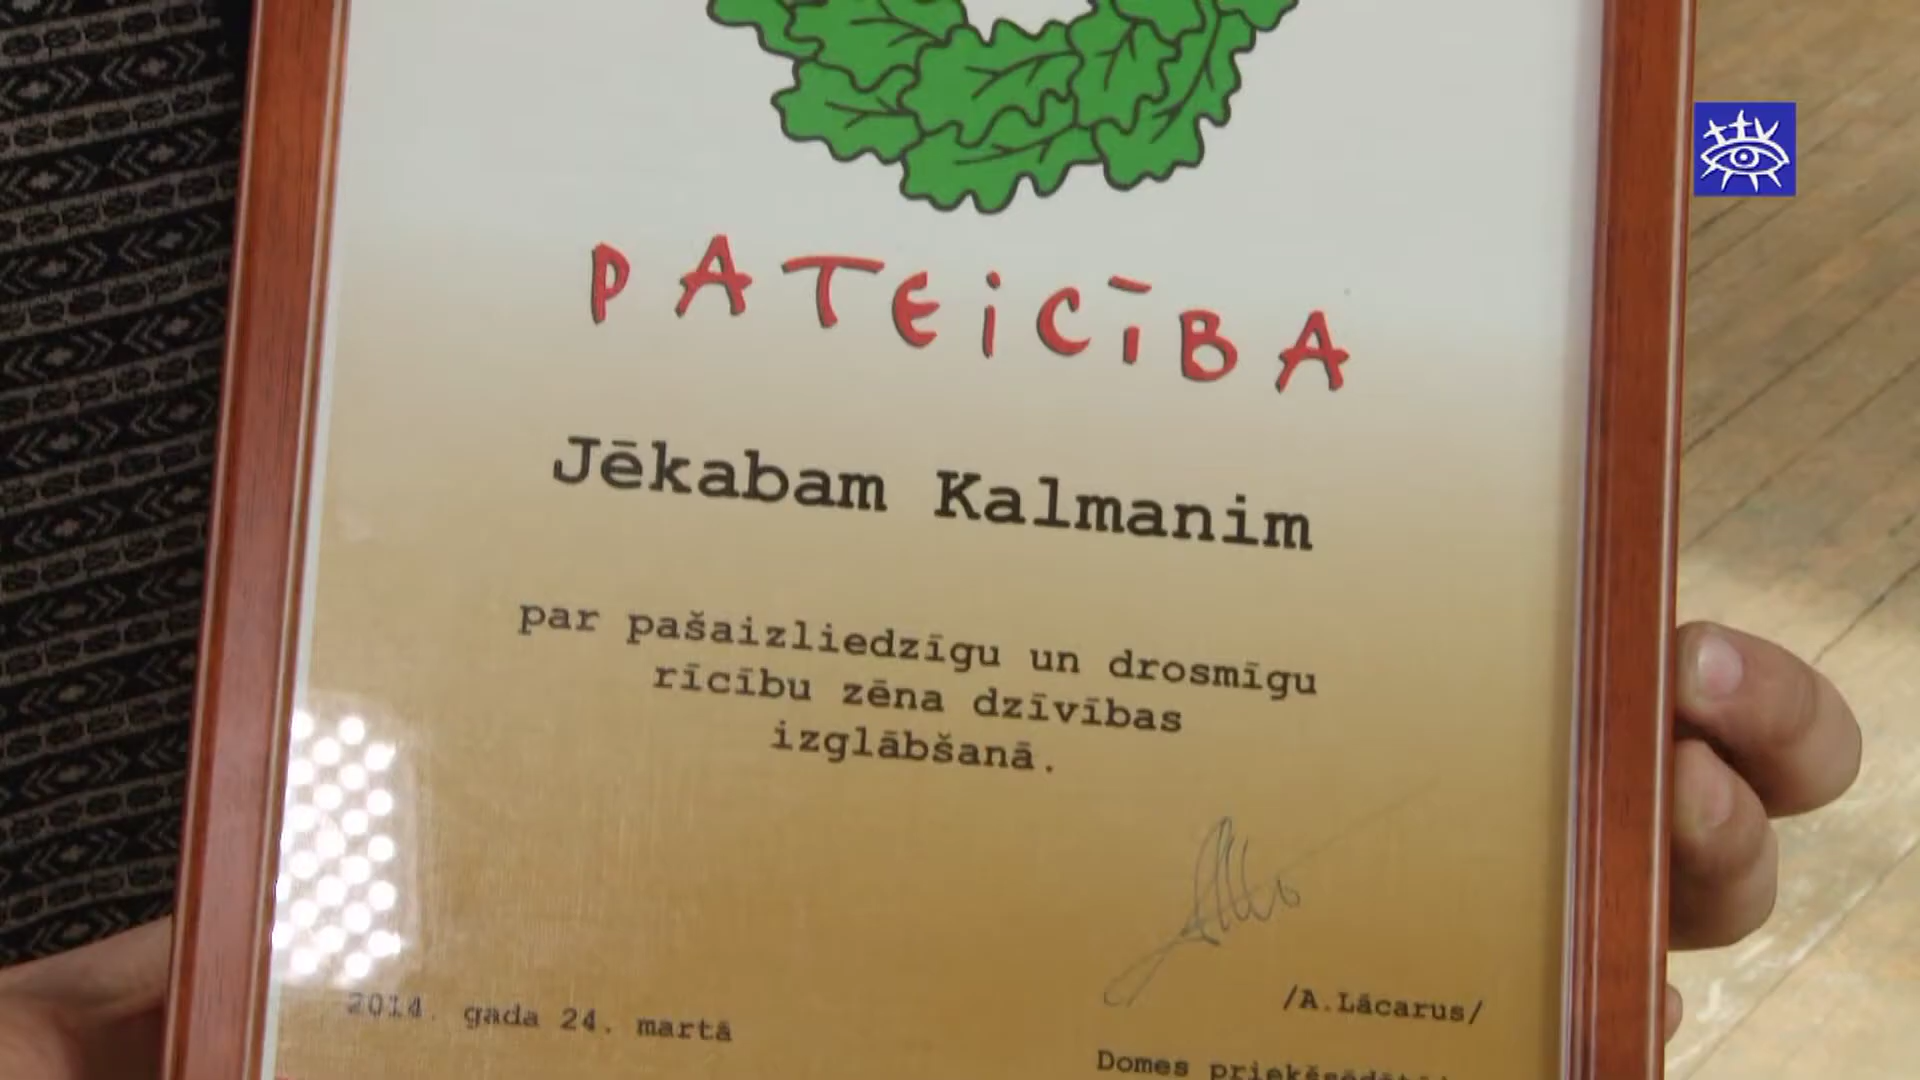 PATEICĪBA
Jēkabam Kalmanim
par pašaizliedzīgu un drosmīgu
rīcību zēna dzīvības
izglābšanā.
/A.Lācarus/
2014. gada 24. martā
Domes